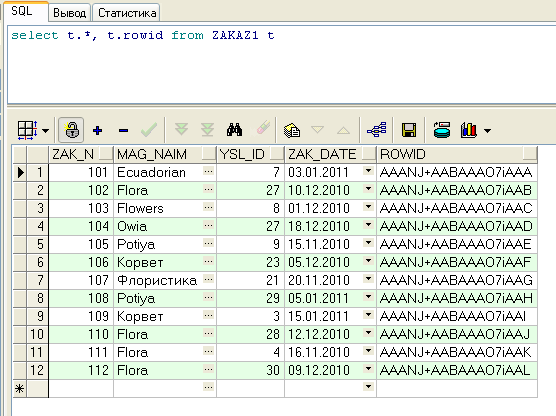 SQL Вывод Статистика
select t.*, t.rowid from ZAKAZ1 t
ZAK_N MAG_NAIM YSL_ID ZAK_DATE ROWID
1 101 Ecuadorian ... 7 03.01.2011 AAANJ+AABAAAO7iAAA
2 102 Flora ... 27 10.12.2010 AAANJ+AABAAAO7iAAB
3 103 Flowers ... 8 01.12.2010 AAANJ+AABAAAO7iAAC
4 104 Owia ... 27 18.12.2010 AAANJ+AABAAAO7iAAD
5 105 Potiya ... 9 15.11.2010 AAANJ+AABAAAO7iAAE
6 106 Корвет ... 23 05.12.2010 AAANJ+AABAAAO7iAAF
7 107 Флористика ... 21 20.11.2010 AAANJ+AABAAAO7iAAG
8 108 Potiya ... 29 05.01.2011 AAANJ+AABAAAO7iAAH
9 109 Корвет ... 3 15.01.2011 AAANJ+AABAAAO7iAAI
10 110 Flora ... 28 12.12.2010 AAANJ+AABAAAO7iAAJ
11 111 Flora ... 4 16.11.2010 AAANJ+AABAAAO7iAAK
12 112 Flora ... 30 09.12.2010 AAANJ+AABAAAO7iAAL
* ...